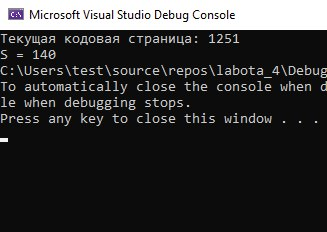 Microsoft Visual Studio Debug Console
Текущая кодовая страница: 1251
S = 140
C:\Users\test\source\repos\labota_4\Debug
To automatically close the console when d
le when debugging stops.
Press any key to close this window . . .